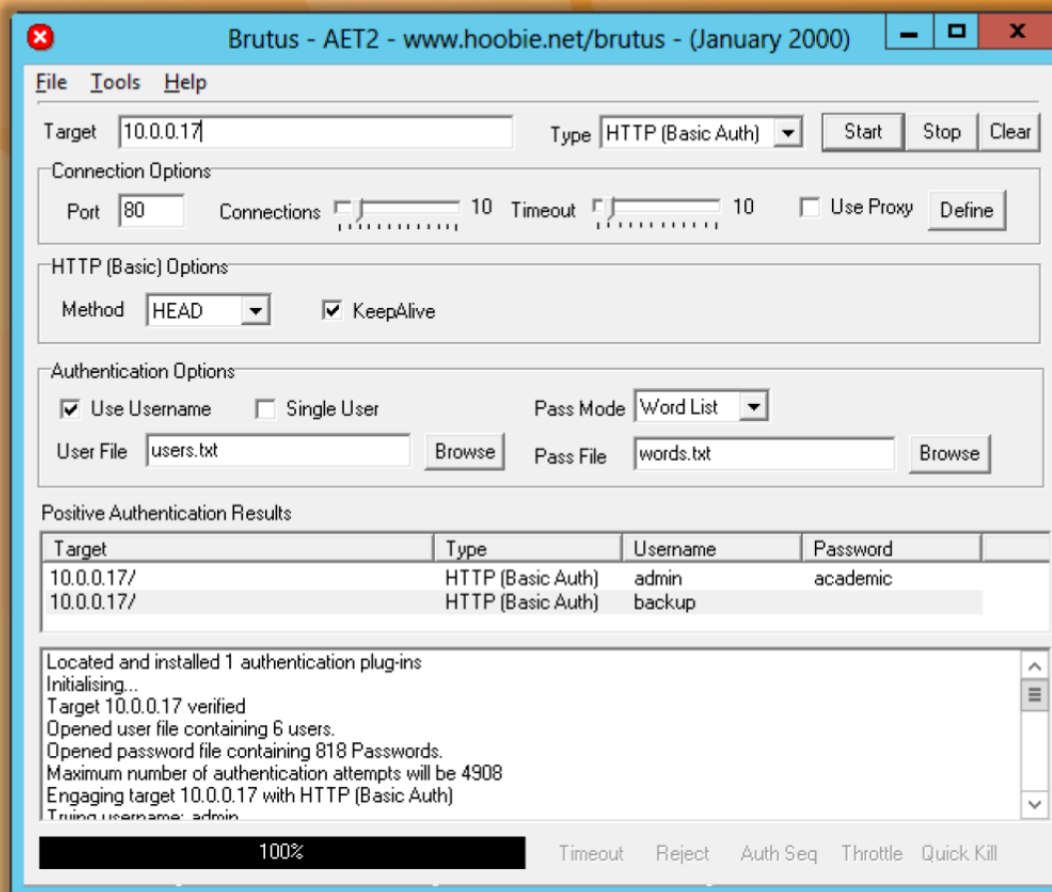 Brutus - AET2 - www.hoobie.net/brutus - (January 2000)
File Tools Help
Target 10.0.0.17 Type HTTP (Basic Auth) Start Stop Clear
Connection Options
Port 80 Connections 10 Timeout 10 Use Proxy Define
HTTP (Basic) Options
Method HEAD KeepAlive
Authentication Options
Use Username Single User Pass Mode Word List
User File users.txt Browse Pass File words.txt Browse
Positive Authentication Results
Target Type Username Password
10.0.0.17/ HTTP (Basic Auth) admin academic
10.0.0.17/ HTTP (Basic Auth) backup
Located and installed 1 authentication plug-ins
Initialising...
Target 10.0.0.17 verified
Opened user file containing 6 users.
Opened password file containing 818 Passwords.
Maximum number of authentication attempts will be 4908
Engaging target 10.0.0.17 with HTTP (Basic Auth)
Trying username: admin
100% Timeout Reject Auth Seq Throttle Quick Kill